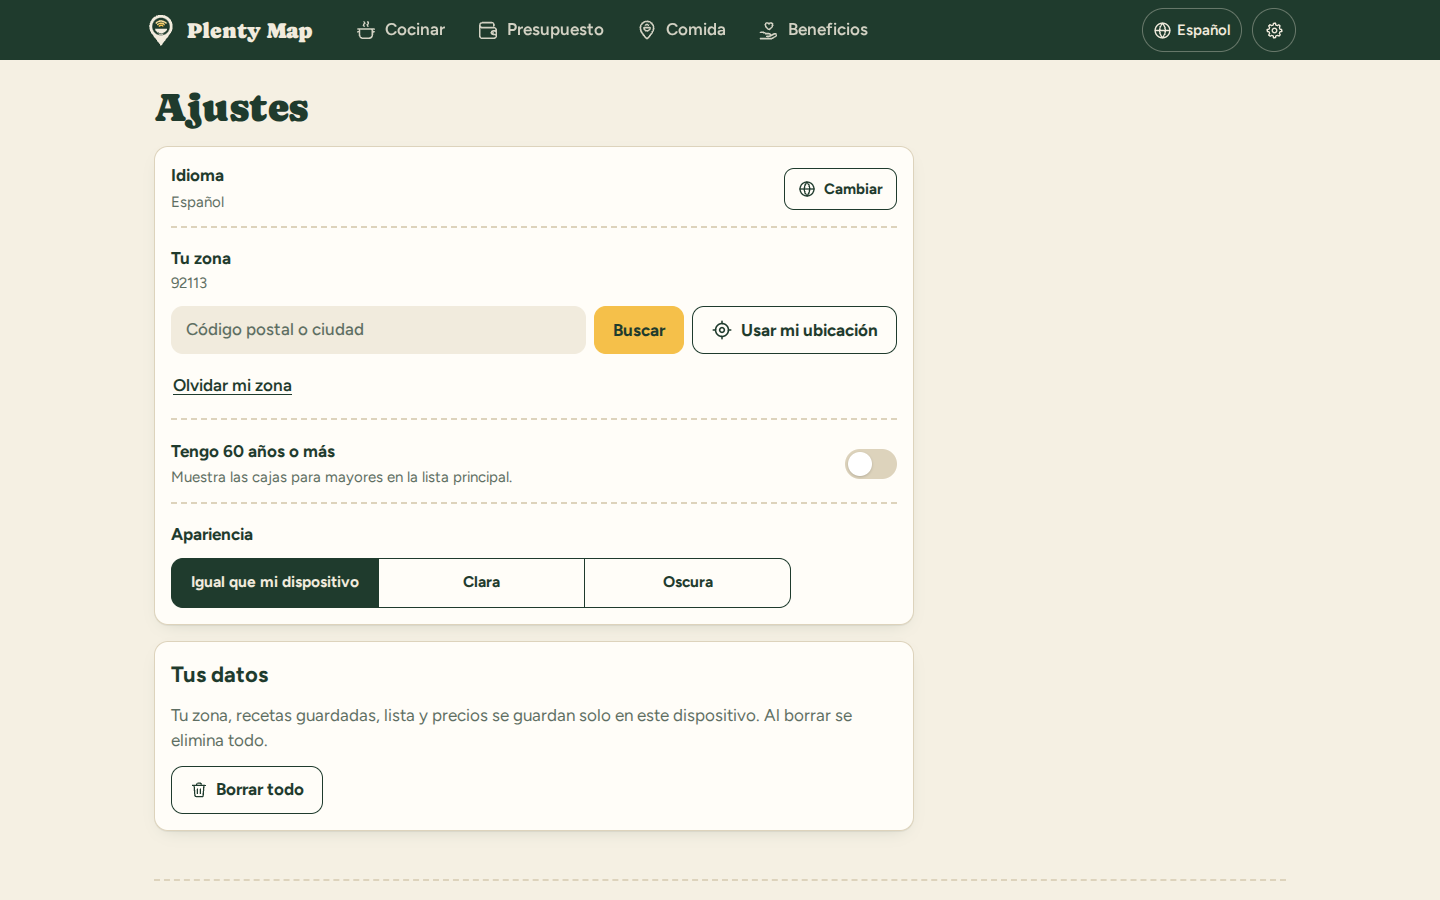 Plenty Map
Cocinar
Presupuesto
Comida
Beneficios
Español
Ajustes
Idioma
Español
Cambiar
Tu zona
92113
Código postal o ciudad
Buscar
Usar mi ubicación
Olvidar mi zona
Tengo 60 años o más
Muestra las cajas para mayores en la lista principal.
Apariencia
Igual que mi dispositivo
Clara
Oscura
Tus datos
Tu zona, recetas guardadas, lista y precios se guardan solo en este dispositivo. Al borrar se
elimina todo.
Borrar todo